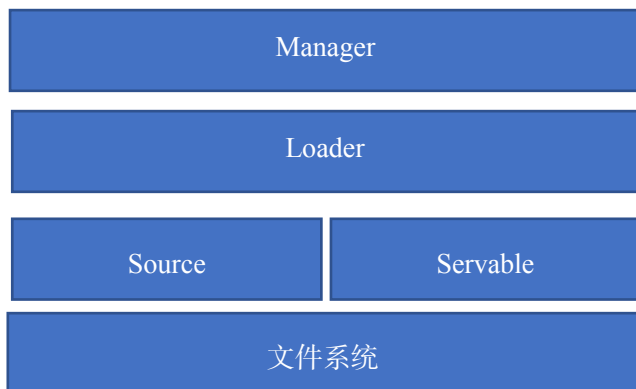 Manager
Loader
Source
Servable
文件系统